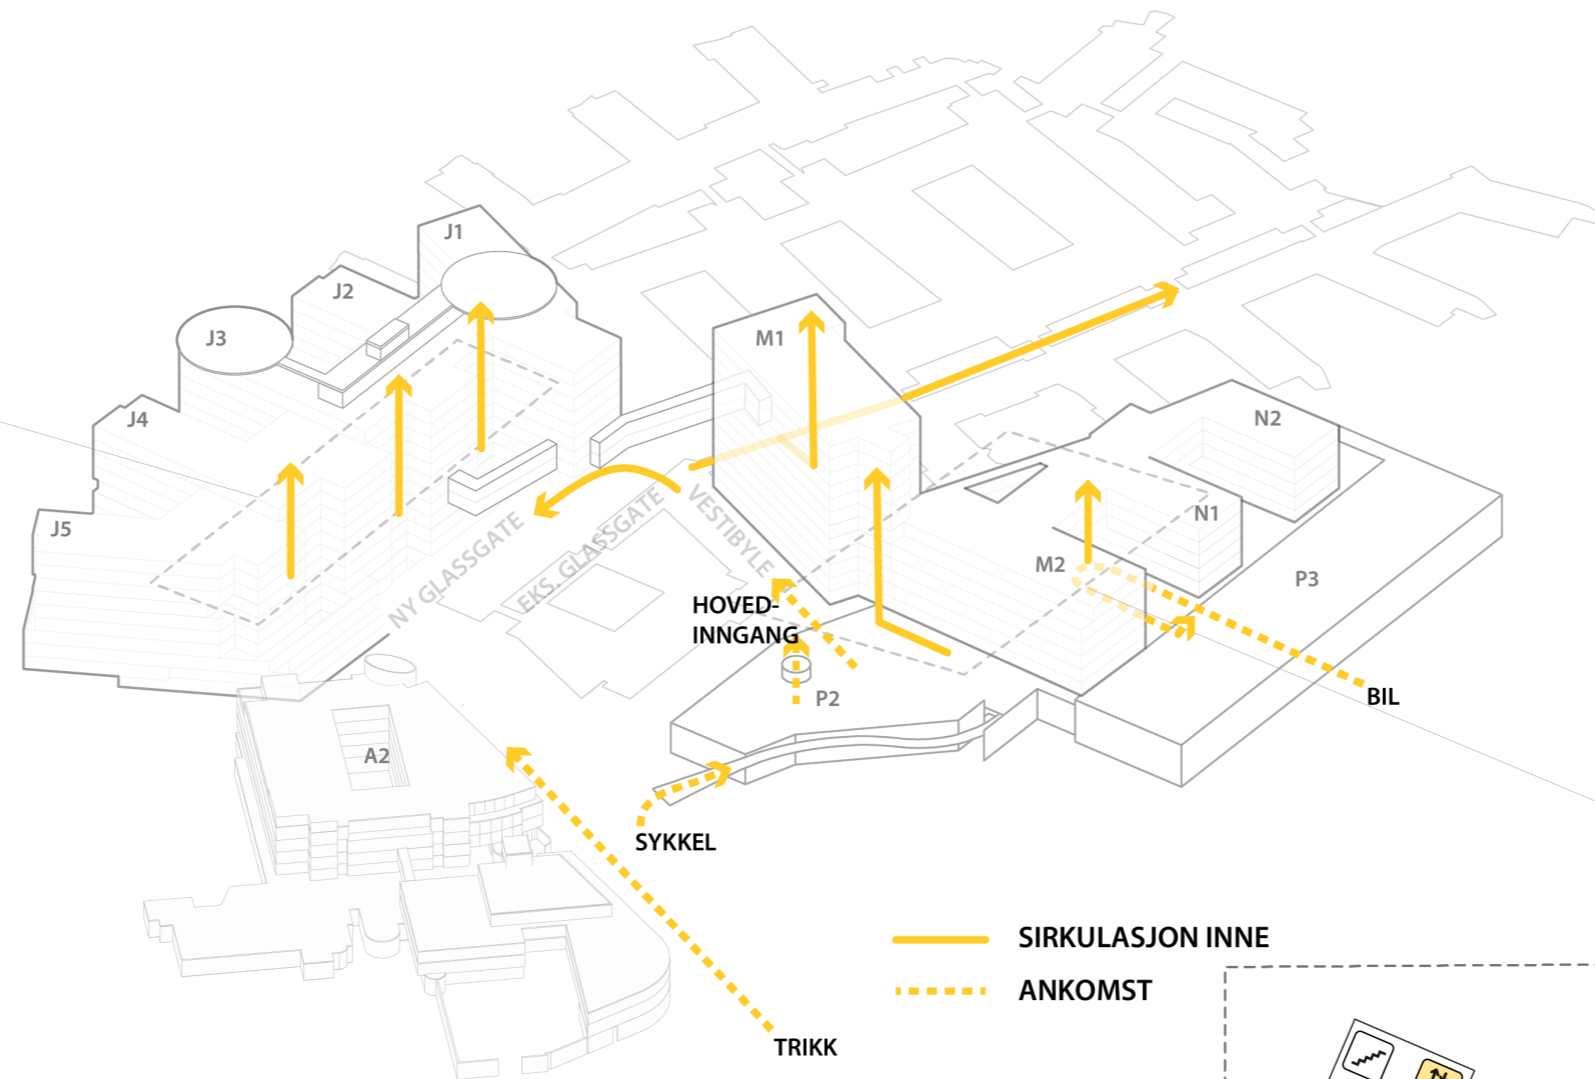 J1
J2
J3
M1
J4
N2
J5
N1
NY GLASSGATE
EKS. GLASSGATE
VESTIBYLE
M2
P3
HOVED-
INNGANG
P2
BIL
A2
SYKKEL
SIRKULASJON INNE
ANKOMST
TRIKK